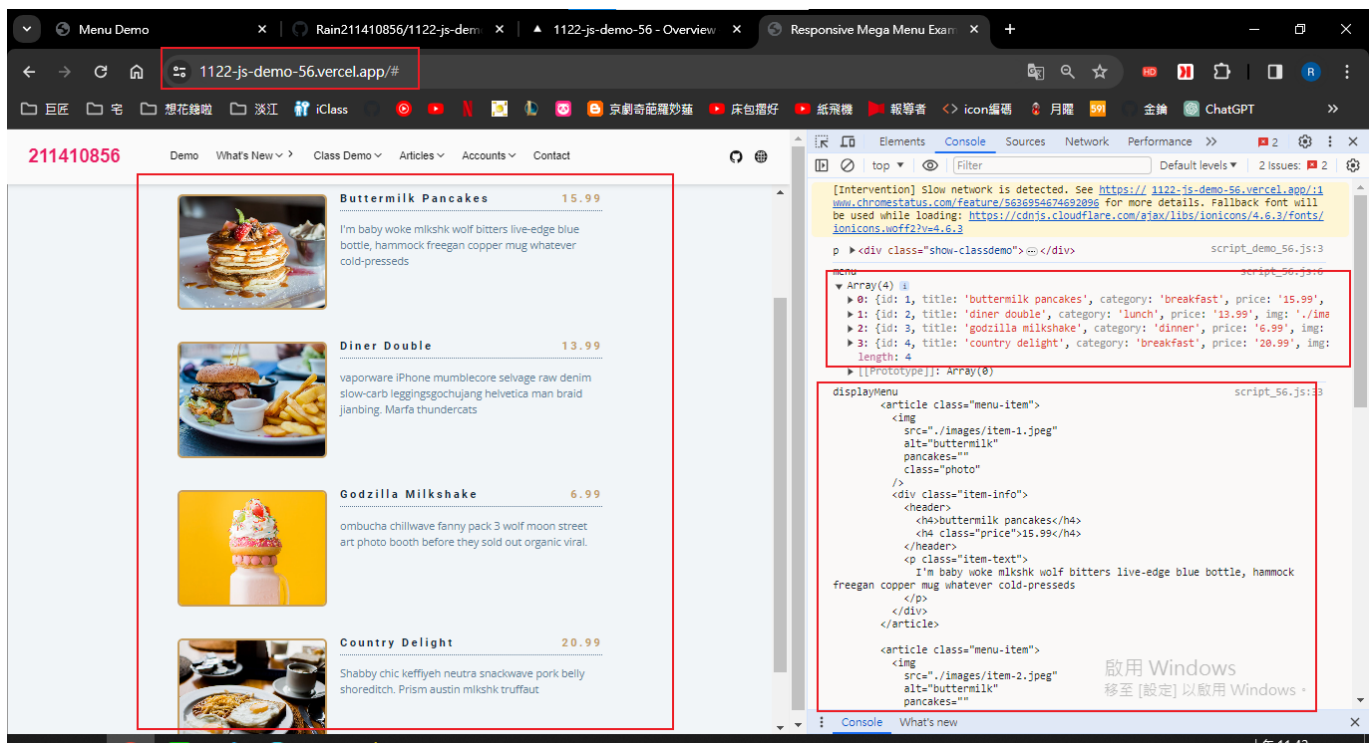 Menu Demo
Rain211410856/1122-js-dem
1122-js-demo-56 - Overview
Responsive Mega Menu Exam
1122-js-demo-56.vercel.app/#
巨匠
宅
想花錢啦
淡江
iClass
京劇奇葩羅妙蓮
床包摺好
紙飛機
報導者
icon編碼
月曜
金鑰
ChatGPT
211410856
Demo
What's New
Class Demo
Articles
Accounts
Contact
Buttermilk Pancakes 15.99
I'm baby woke mlkshk wolf bitters live-edge blue
bottle, hammock freegan copper mug whatever
cold-presseds
Diner Double 13.99
vaporware iPhone mumblecore selvage raw denim
slow-carb leggingsgochujang helvetica man braid
jianbing. Marfa thundercats
Godzilla Milkshake 6.99
ombucha chillwave fanny pack 3 wolf moon street
art photo booth before they sold out organic viral.
Country Delight 20.99
Shabby chic keffiyeh neutra snackwave pork belly
shoreditch. Prism austin mlkshk truffaut
Elements Console Sources Network Performance 2
top Filter Default levels 2 Issues: 2
[Intervention] Slow network is detected. See https:// 1122-js-demo-56.vercel.app/:1
www.chromestatus.com/feature/5636954674692096 for more details. Fallback font will
be used while loading: https://cdnjs.cloudflare.com/ajax/libs/ionicons/4.6.3/fonts/
ionicons.woff2?v=4.6.3
p <div class="show-classdemo">…</div> script_demo_56.js:3
menu script_56.js:6
Array(4)
0: {id: 1, title: 'buttermilk pancakes', category: 'breakfast', price: '15.99',
1: {id: 2, title: 'diner double', category: 'lunch', price: '13.99', img: './ima
2: {id: 3, title: 'godzilla milkshake', category: 'dinner', price: '6.99', img:
3: {id: 4, title: 'country delight', category: 'breakfast', price: '20.99', img:
length: 4
[[Prototype]]: Array(0)
displayMenu script_56.js:33
<article class="menu-item">
<img
src="./images/item-1.jpeg"
alt="buttermilk"
pancakes=""
class="photo"
/>
<div class="item-info">
<header>
<h4>buttermilk pancakes</h4>
<h4 class="price">15.99</h4>
</header>
<p class="item-text">
I'm baby woke mlkshk wolf bitters live-edge blue bottle, hammock
freegan copper mug whatever cold-presseds
</p>
</div>
</article>
<article class="menu-item">
<img
src="./images/item-2.jpeg"
alt="buttermilk"
pancakes=""
啟用 Windows
移至 [設定] 以啟用 Windows。
Console What's new